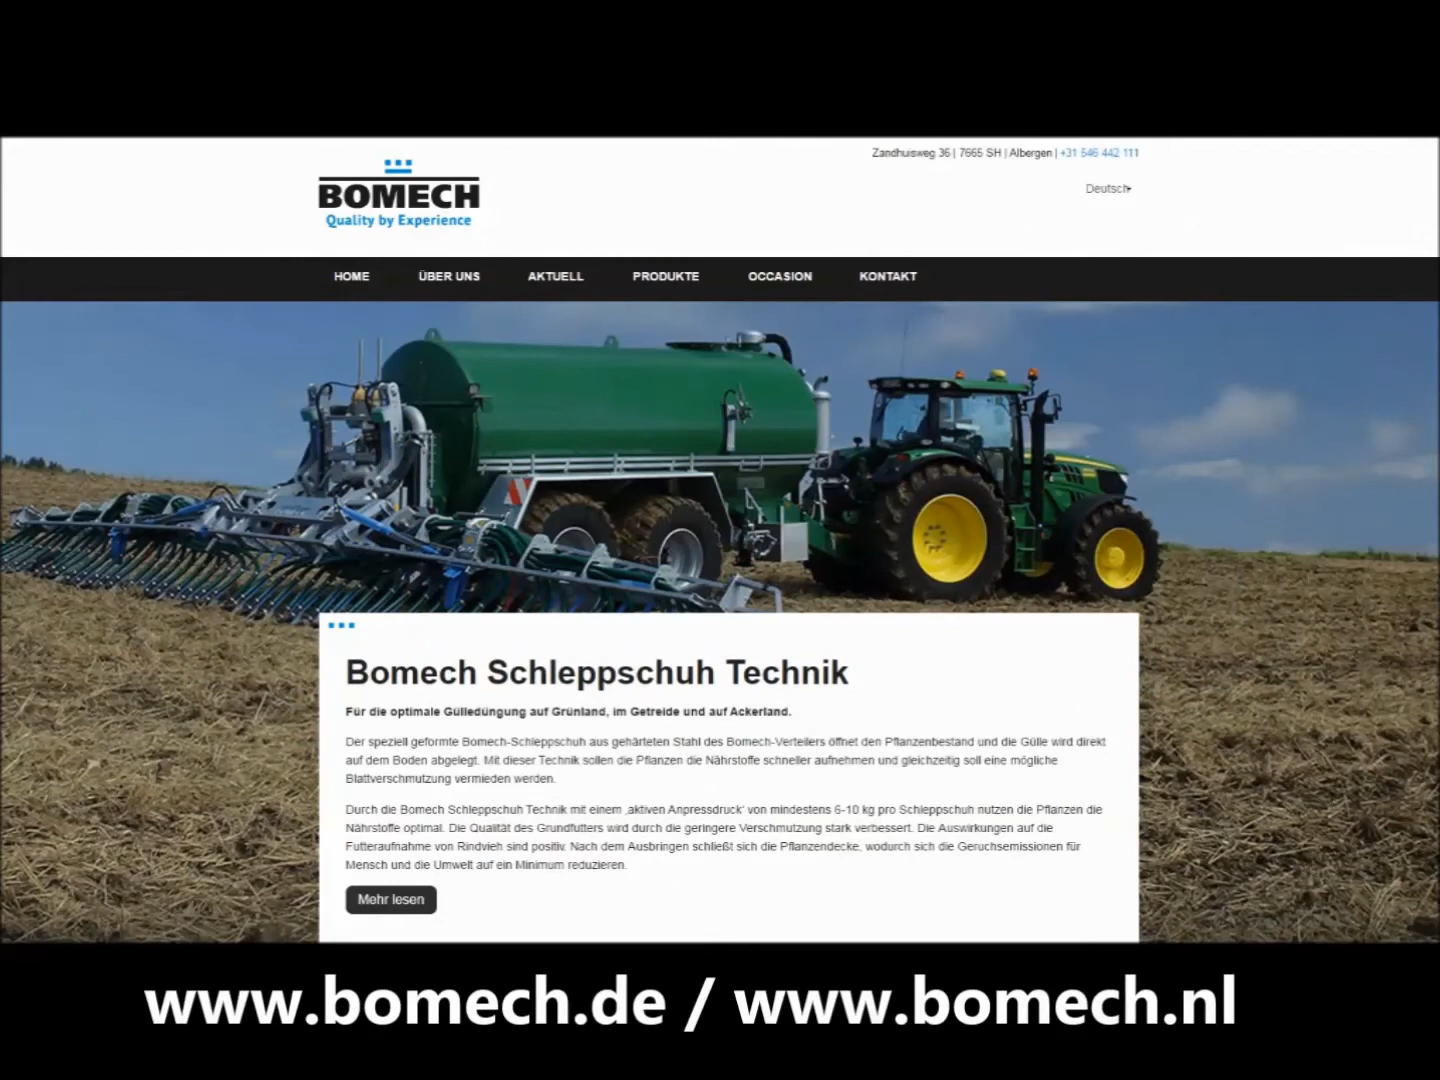 Zandhuisweg 36 | 7665 SH | Albergen | +31 546 442 111
BOMECH
Quality by Experience
Deutsch
HOME ÜBER UNS AKTUELL PRODUKTE OCCASION KONTAKT
Bomech Schleppschuh Technik
Für die optimale Gülledüngung auf Grünland, im Getreide und auf Ackerland.
Der speziell geformte Bomech-Schleppschuh aus gehärteten Stahl des Bomech-Verteilers öffnet den Pflanzenbestand und die Gülle wird direkt
auf dem Boden abgelegt. Mit dieser Technik sollen die Pflanzen die Nährstoffe schneller aufnehmen und gleichzeitig soll eine mögliche
Blattverschmutzung vermieden werden.
Durch die Bomech Schleppschuh Technik mit einem ‚aktiven Anpressdruck‘ von mindestens 6-10 kg pro Schleppschuh nutzen die Pflanzen die
Nährstoffe optimal. Die Qualität des Grundfutters wird durch die geringere Verschmutzung stark verbessert. Die Auswirkungen auf die
Futteraufnahme von Rindvieh sind positiv. Nach dem Ausbringen schließt sich die Pflanzendecke, wodurch sich die Geruchsemissionen für
Mensch und die Umwelt auf ein Minimum reduzieren.
Mehr lesen
www.bomech.de / www.bomech.nl